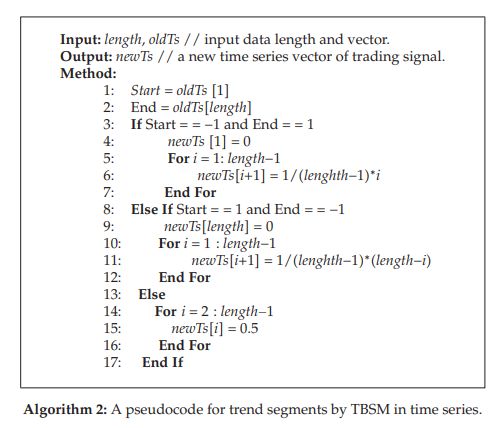 Input: length, oldTs // input data length and vector.
Output: newTs // a new time series vector of trading signal.
Method:
1: Start = oldTs [1]
2: End = oldTs[length]
3: If Start = = −1 and End = = 1
4: newTs [1] = 0
5: For i = 1: length−1
6: newTs[i+1] = 1/(lenghth−1)*i
7: End For
8: Else If Start = = 1 and End = = −1
9: newTs[length] = 0
10: For i = 1 : length−1
11: newTs[i+1] = 1/(lenghth−1)*(length−i)
12: End For
13: Else
14: For i = 2 : length−1
15: newTs[i] = 0.5
16: End For
17: End If
Algorithm 2: A pseudocode for trend segments by TBSM in time series.